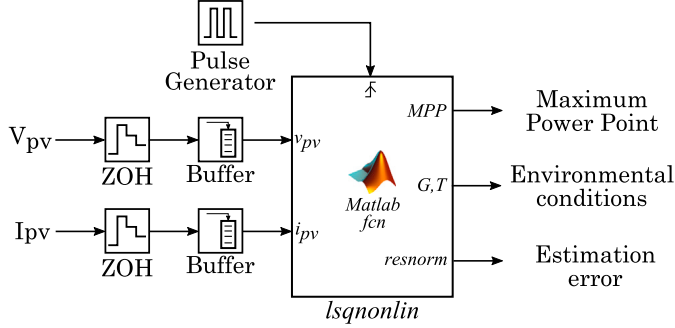 Pulse
Generator
MPP
Maximum
Power Point
Vpv
ZOH
Buffer
vpv
Matlab
fcn
G,T
Environmental
conditions
Ipv
ZOH
Buffer
ipv
resnorm
Estimation
error
lsqnonlin